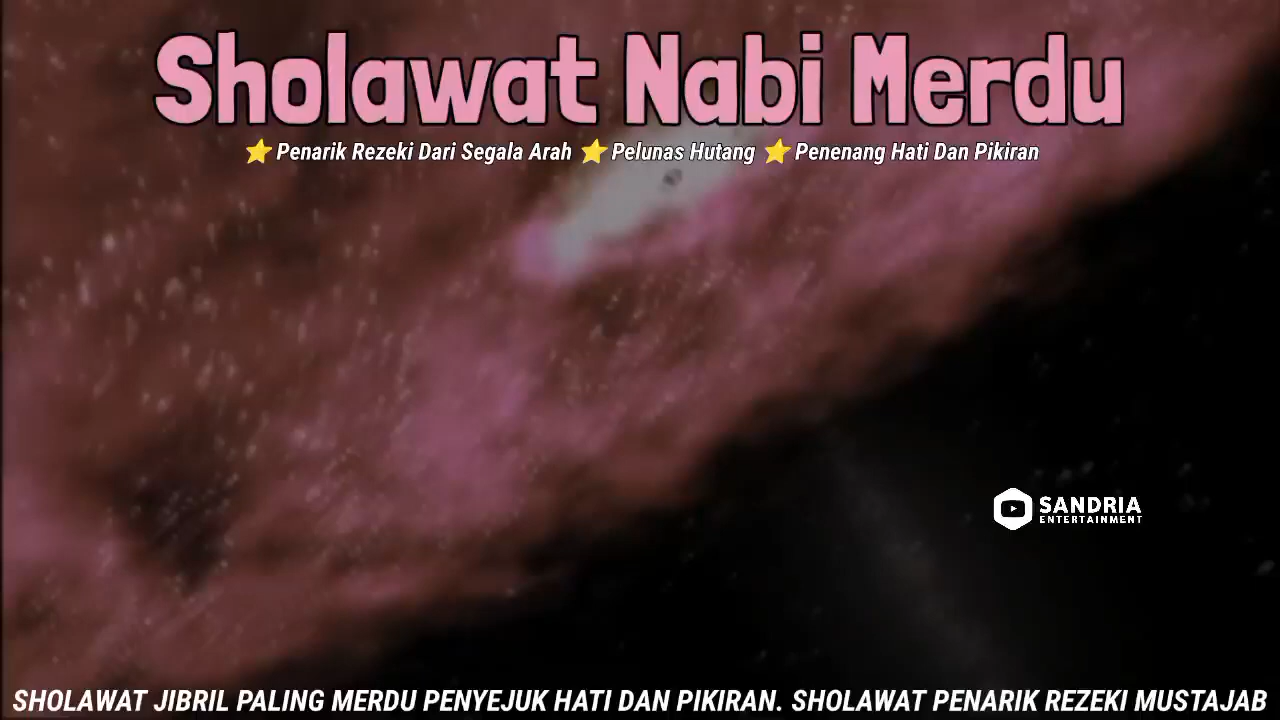 Sholawat Nabi Merdu
⭐ Penarik Rezeki Dari Segala Arah ⭐ Pelunas Hutang ⭐ Penenang Hati Dan Pikiran
SANDRIA
ENTERTAINMENT
SHOLAWAT JIBRIL PALING MERDU PENYEJUK HATI DAN PIKIRAN. SHOLAWAT PENARIK REZEKI MUSTAJAB